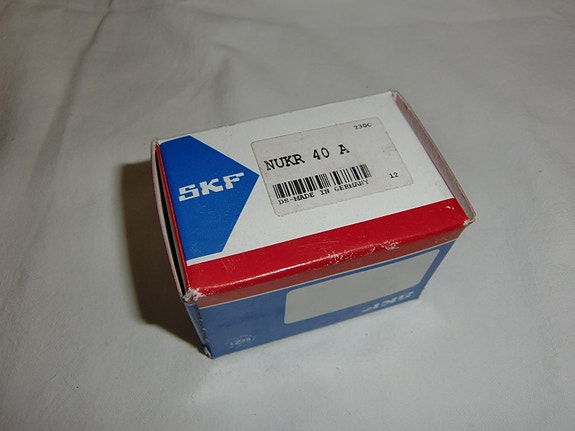 230C
NUKR 40 A
SKF
DE-MADE IN GERMANY 12
SKF